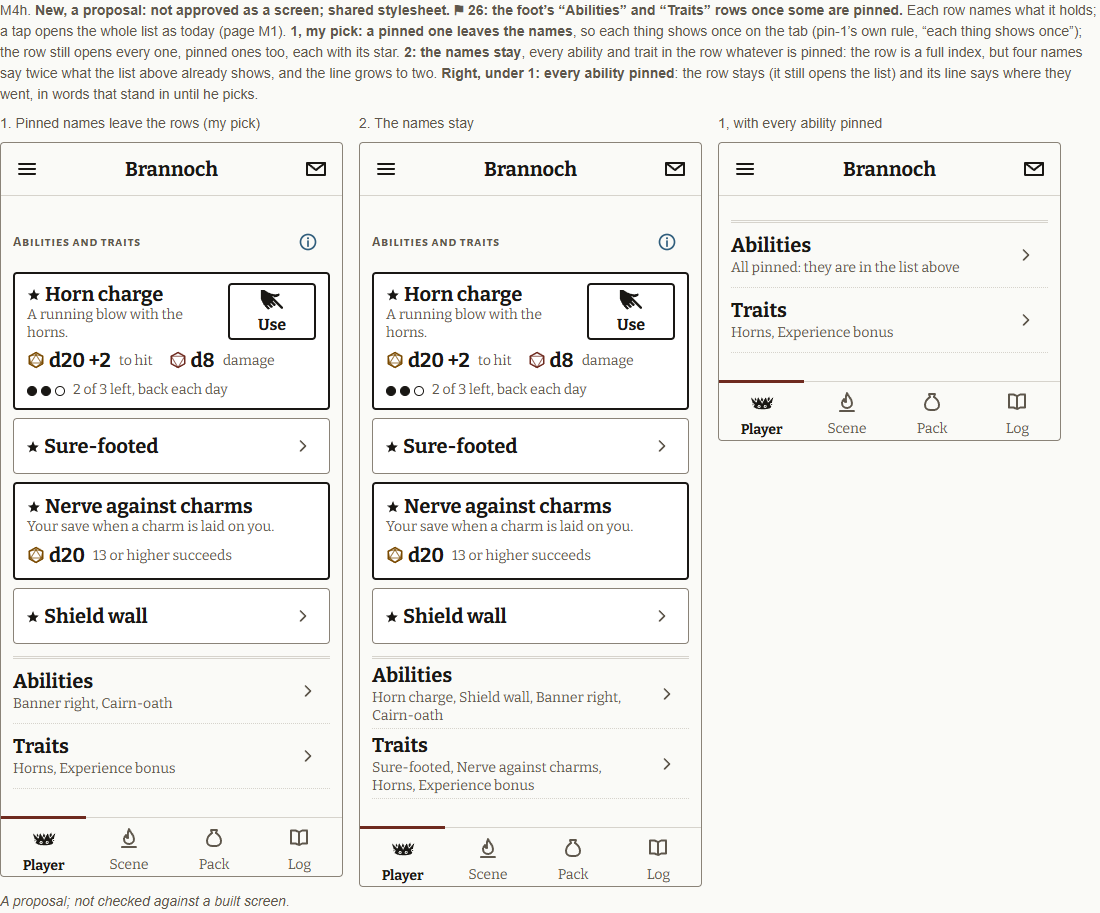 M4h. New, a proposal: not approved as a screen; shared stylesheet. ⚑ 26: the foot's “Abilities” and “Traits” rows once some are pinned. Each row names what it holds;
a tap opens the whole list as today (page M1). 1, my pick: a pinned one leaves the names, so each thing shows once on the tab (pin-1's own rule, “each thing shows once”);
the row still opens every one, pinned ones too, each with its star. 2: the names stay, every ability and trait in the row whatever is pinned: the row is a full index, but four names
say twice what the list above already shows, and the line grows to two. Right, under 1: every ability pinned: the row stays (it still opens the list) and its line says where they
went, in words that stand in until he picks.
1. Pinned names leave the rows (my pick)
Brannoch
ABILITIES AND TRAITS
★ Horn charge
A running blow with the
horns.
Use
d20 +2 to hit d8 damage
2 of 3 left, back each day
★ Sure-footed
★ Nerve against charms
Your save when a charm is laid on you.
d20 13 or higher succeeds
★ Shield wall
Abilities
Banner right, Cairn-oath
Traits
Horns, Experience bonus
Player Scene Pack Log
2. The names stay
Brannoch
ABILITIES AND TRAITS
★ Horn charge
A running blow with the
horns.
Use
d20 +2 to hit d8 damage
2 of 3 left, back each day
★ Sure-footed
★ Nerve against charms
Your save when a charm is laid on you.
d20 13 or higher succeeds
★ Shield wall
Abilities
Horn charge, Shield wall, Banner right,
Cairn-oath
Traits
Sure-footed, Nerve against charms,
Horns, Experience bonus
Player Scene Pack Log
1, with every ability pinned
Brannoch
Abilities
All pinned: they are in the list above
Traits
Horns, Experience bonus
Player Scene Pack Log
A proposal; not checked against a built screen.